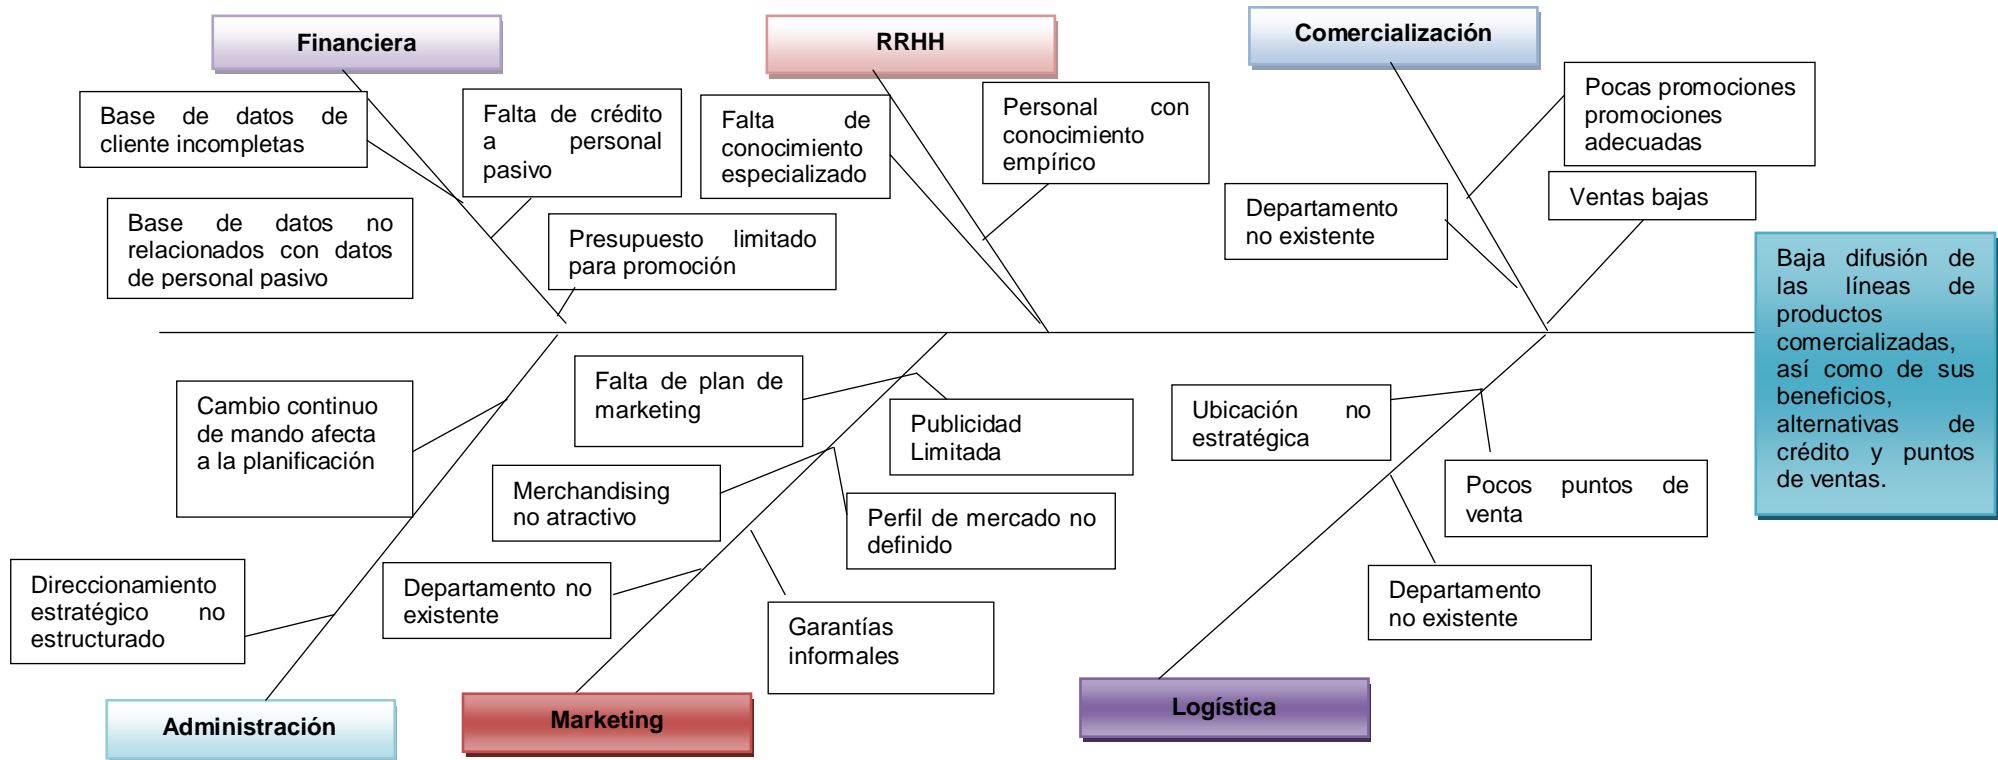 Financiera
RRHH
Comercialización
Base de datos de
cliente incompletas
Falta de crédito
a personal
pasivo
Falta de
conocimiento
especializado
Personal con
conocimiento
empírico
Pocas promociones
promociones
adecuadas
Base de datos no
relacionados con datos
de personal pasivo
Presupuesto limitado
para promoción
Departamento
no existente
Ventas bajas
Baja difusión de
las líneas de
productos
comercializadas,
así como de sus
beneficios,
alternativas de
crédito y puntos
de ventas.
Cambio continuo
de mando afecta
a la planificación
Falta de plan de
marketing
Publicidad
Limitada
Ubicación no
estratégica
Merchandising
no atractivo
Perfil de mercado no
definido
Pocos puntos de
venta
Direccionamiento
estratégico no
estructurado
Departamento no
existente
Garantías
informales
Departamento
no existente
Administración
Marketing
Logística